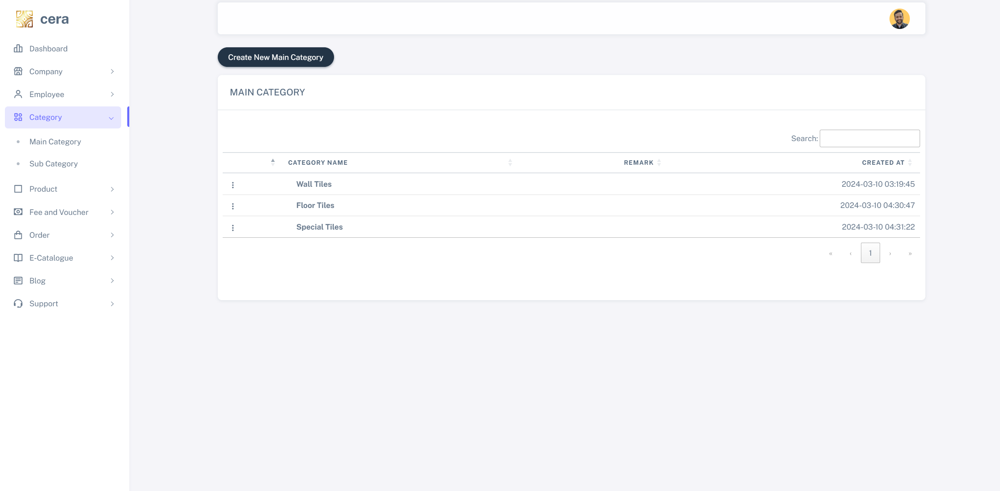 cera
Dashboard
Company
Employee
Category
Main Category
Sub Category
Product
Fee and Voucher
Order
E-Catalogue
Blog
Support
Create New Main Category
MAIN CATEGORY
Search:
CATEGORY NAME REMARK CREATED AT
Wall Tiles 2024-03-10 03:19:45
Floor Tiles 2024-03-10 04:30:47
Special Tiles 2024-03-10 04:31:22
« ‹ 1 › »